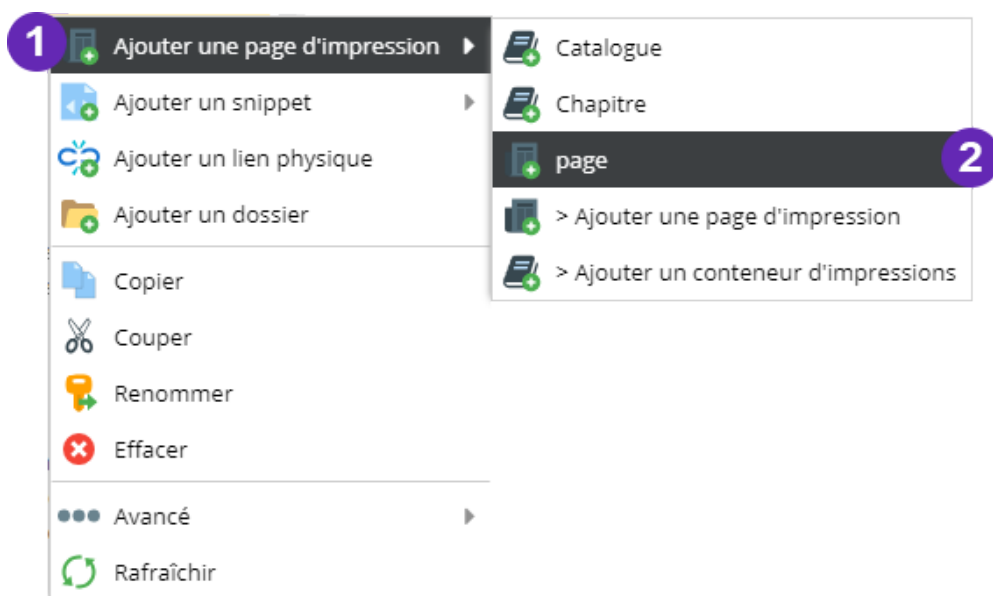 1
Ajouter une page d'impression
Ajouter un snippet
Ajouter un lien physique
Ajouter un dossier
Copier
Couper
Renommer
Effacer
Avancé
Rafraîchir
Catalogue
Chapitre
page
2
> Ajouter une page d'impression
> Ajouter un conteneur d'impressions